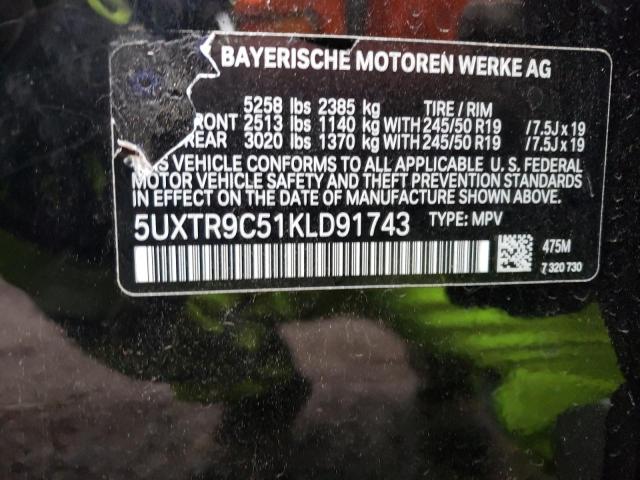 BAYERISCHE MOTOREN WERKE AG
5258 lbs 2385 kg TIRE / RIM
FRONT 2513 lbs 1140 kg WITH 245/50 R19 / 7.5J x 19
REAR 3020 lbs 1370 kg WITH 245/50 R19 / 7.5J x 19
THIS VEHICLE CONFORMS TO ALL APPLICABLE U. S. FEDERAL
MOTOR VEHICLE SAFETY AND THEFT PREVENTION STANDARDS
IN EFFECT ON THE DATE OF MANUFACTURE SHOWN ABOVE.
5UXTR9C51KLD91743 TYPE: MPV
475M
7 320 730